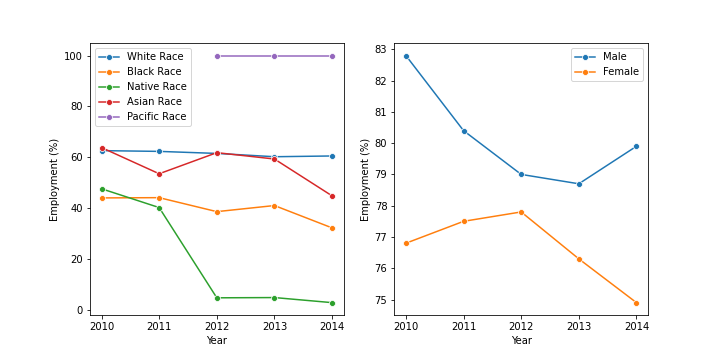 100
80
60
40
20
0
Employment (%)
White Race
Black Race
Native Race
Asian Race
Pacific Race
2010 2011 2012 2013 2014
Year
83
82
81
80
79
78
77
76
75
Employment (%)
Male
Female
2010 2011 2012 2013 2014
Year